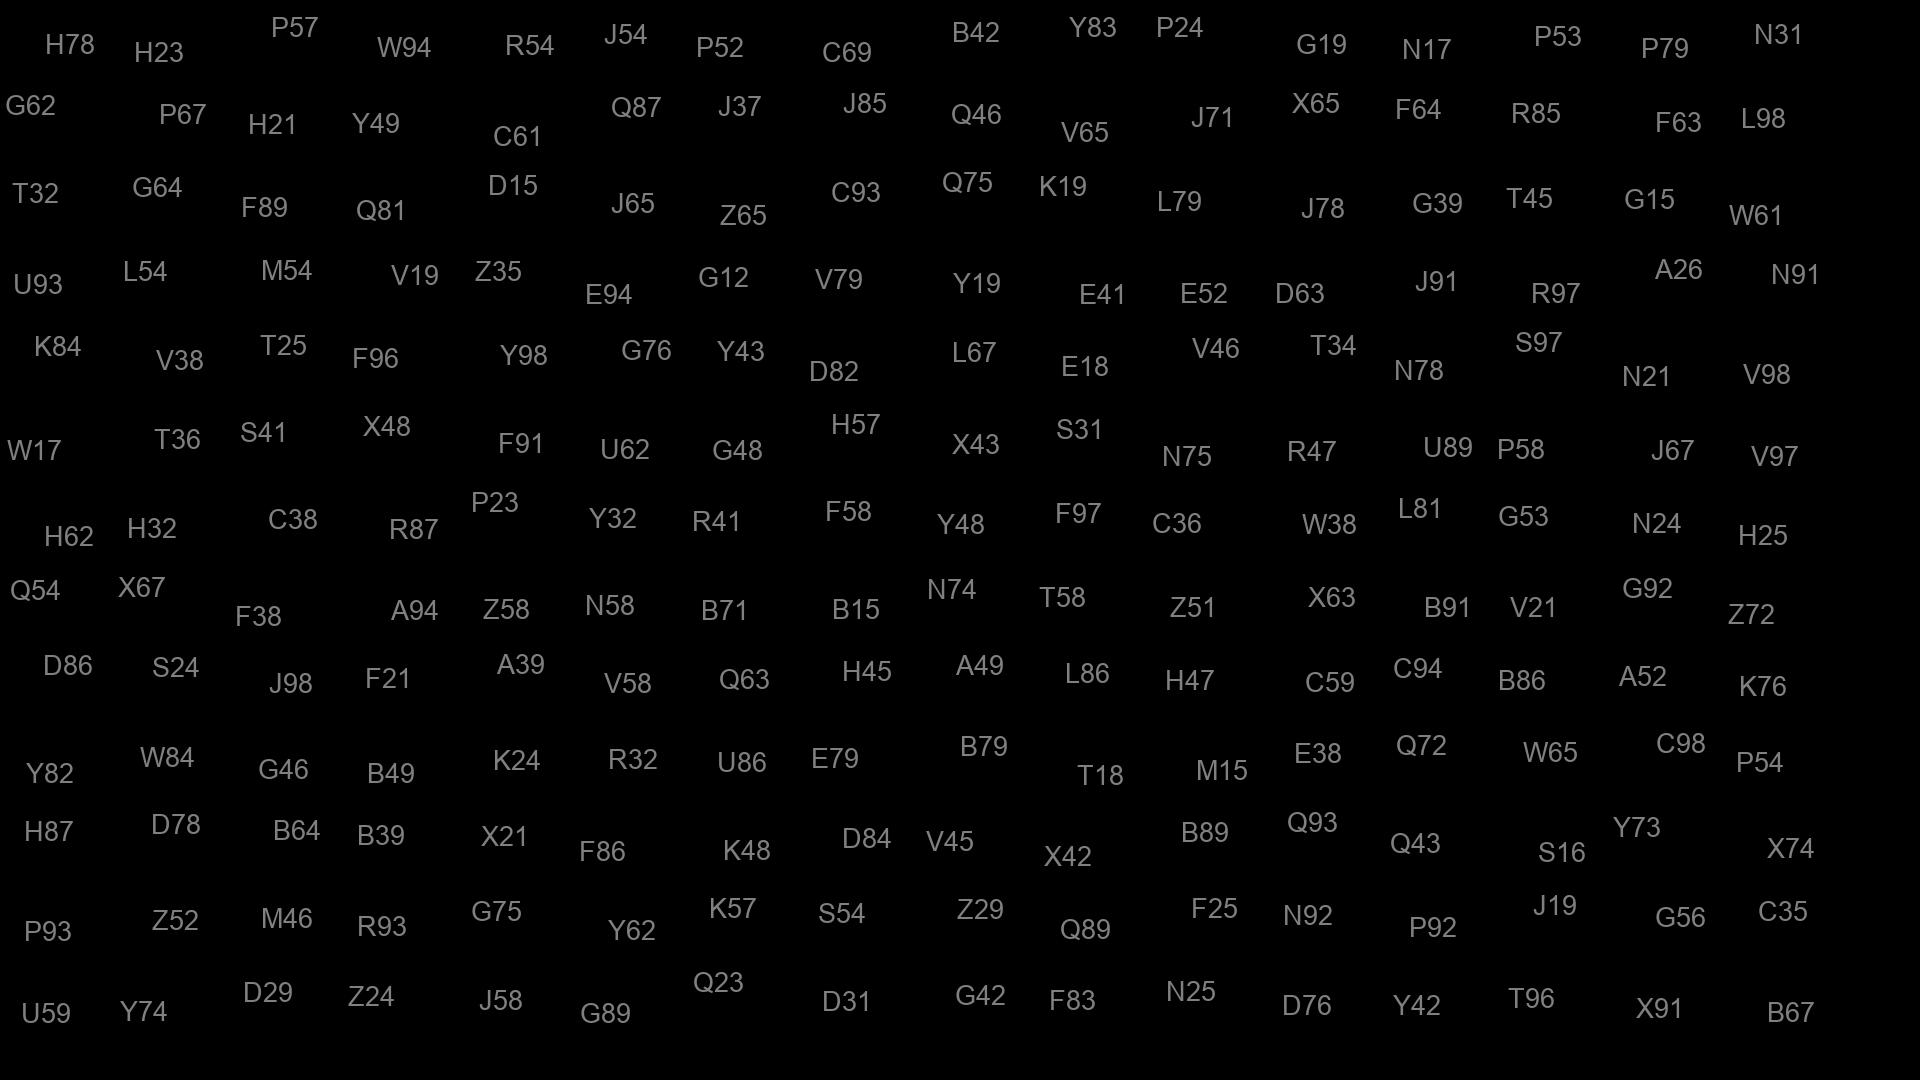 H78 H23 P57 W94 R54 J54 P52 C69 B42 Y83 P24 G19 N17 P53 P79 N31
G62 P67 H21 Y49 C61 Q87 J37 J85 Q46 V65 J71 X65 F64 R85 F63 L98
T32 G64 F89 Q81 D15 J65 Z65 C93 Q75 K19 L79 J78 G39 T45 G15 W61
U93 L54 M54 V19 Z35 E94 G12 V79 Y19 E41 E52 D63 J91 R97 A26 N91
K84 V38 T25 F96 Y98 G76 Y43 D82 L67 E18 V46 T34 N78 S97 N21 V98
W17 T36 S41 X48 F91 U62 G48 H57 X43 S31 N75 R47 U89 P58 J67 V97
H62 H32 C38 R87 P23 Y32 R41 F58 Y48 F97 C36 W38 L81 G53 N24 H25
Q54 X67 F38 A94 Z58 N58 B71 B15 N74 T58 Z51 X63 B91 V21 G92 Z72
D86 S24 J98 F21 A39 V58 Q63 H45 A49 L86 H47 C59 C94 B86 A52 K76
Y82 W84 G46 B49 K24 R32 U86 E79 B79 T18 M15 E38 Q72 W65 C98 P54
H87 D78 B64 B39 X21 F86 K48 D84 V45 X42 B89 Q93 Q43 S16 Y73 X74
P93 Z52 M46 R93 G75 Y62 K57 S54 Z29 Q89 F25 N92 P92 J19 G56 C35
U59 Y74 D29 Z24 J58 G89 Q23 D31 G42 F83 N25 D76 Y42 T96 X91 B67